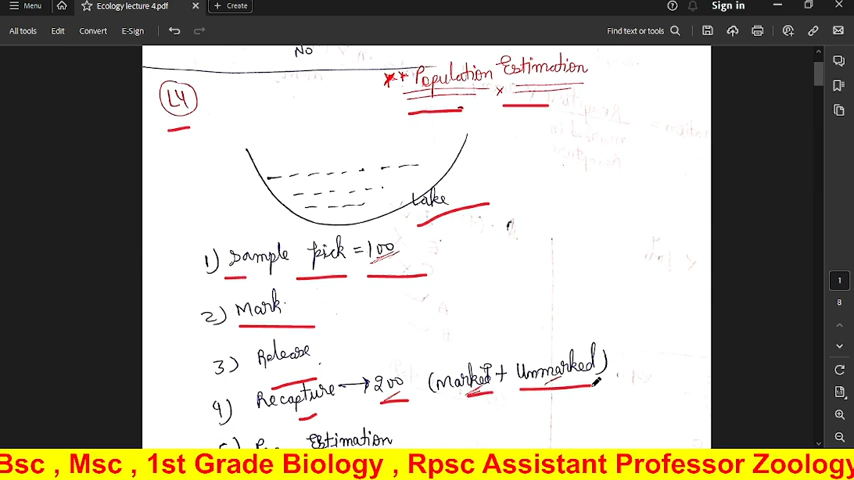 Menu
Ecology lecture 4.pdf
Create
Sign in
All tools Edit Convert E-Sign
Find text or tools
No
** Population Estimation
L4
Lake
1) Sample pick = 100
2) Mark
3) Release
4) Recapture → 200 (Marked + Unmarked)
Estimation
1
8
Bsc , Msc , 1st Grade Biology , Rpsc Assistant Professor Zoology